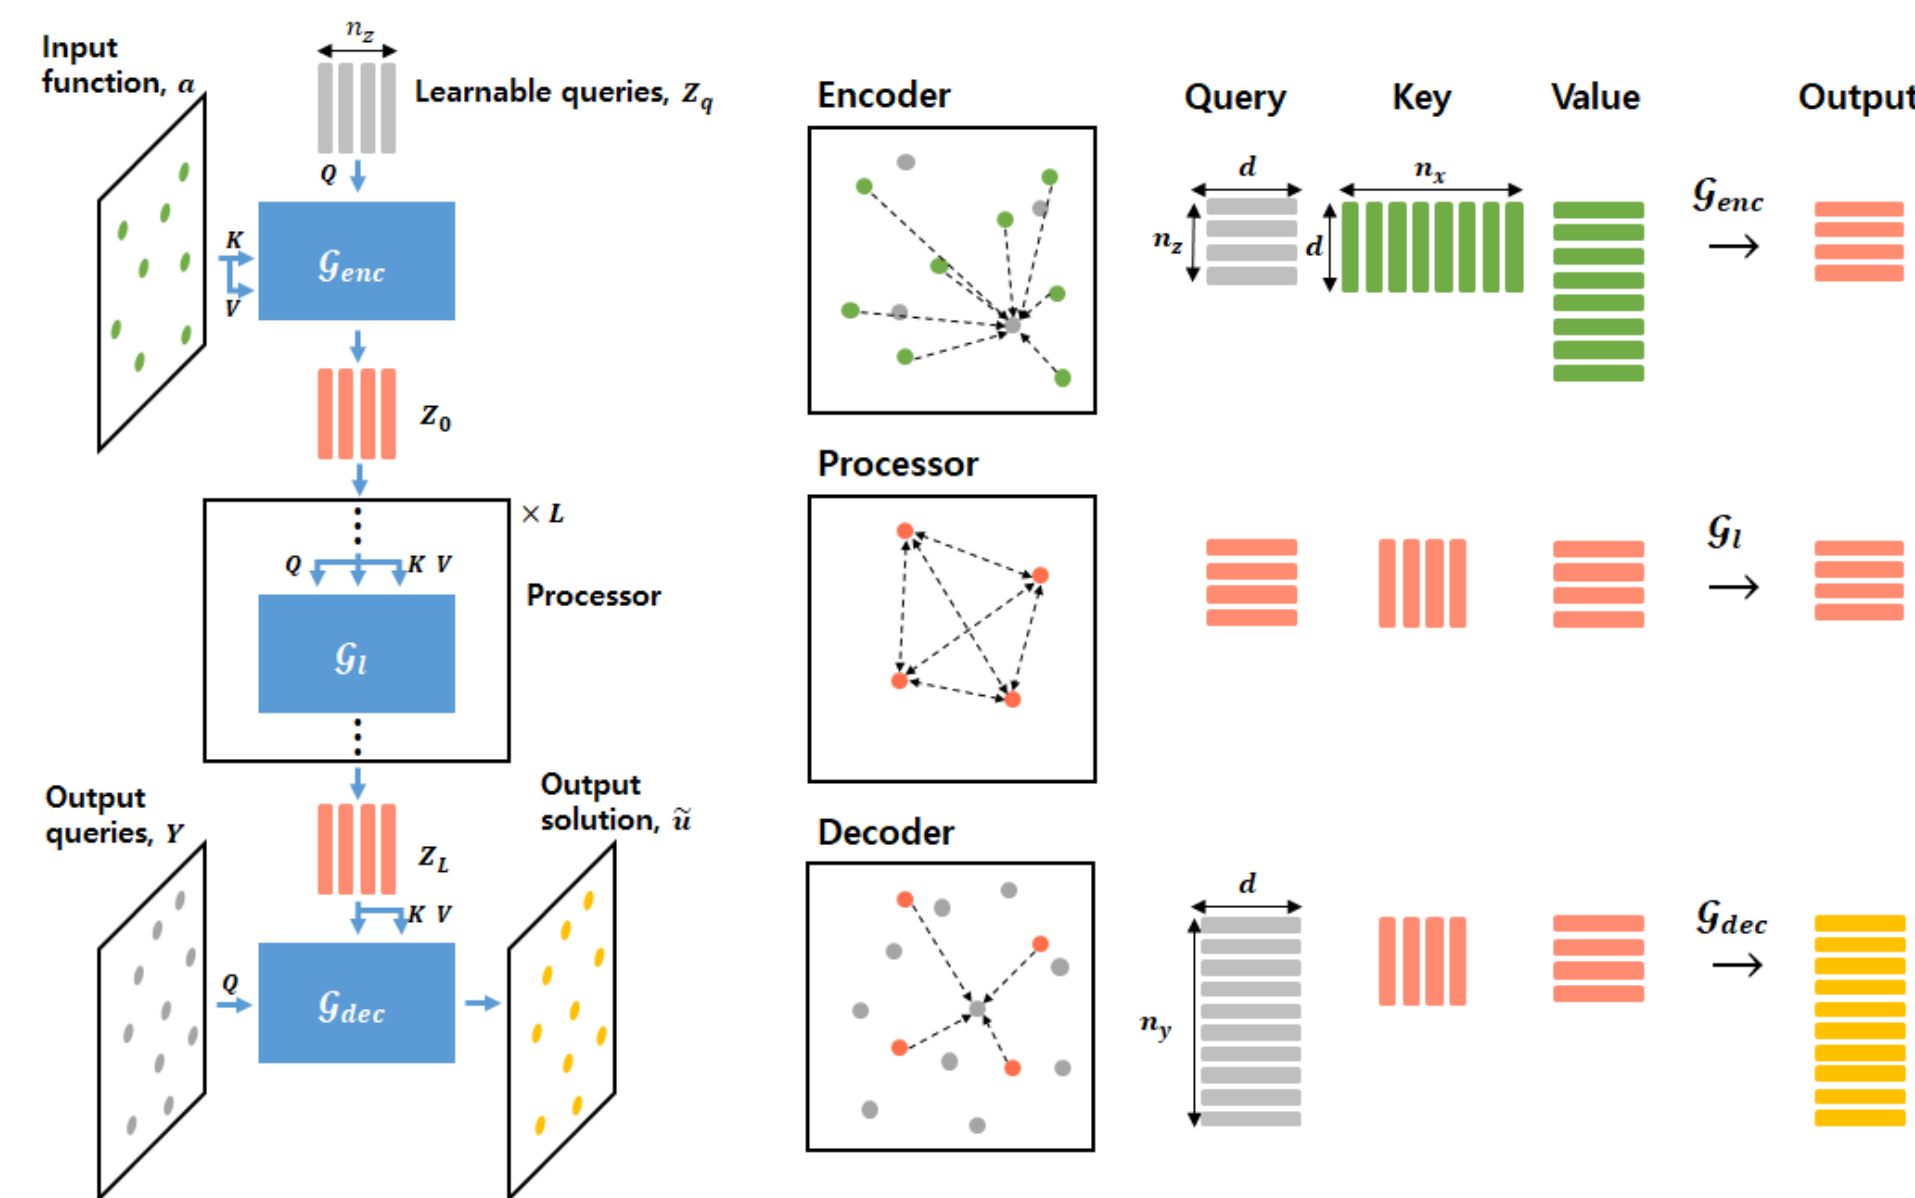 Input
function, a
n_z
Learnable queries, Z_q
Q
K
V
𝒢_enc
Z_0
× L
Q
K V
𝒢_l
Processor
Output
queries, Y
Z_L
K V
Q
𝒢_dec
Output
solution, ũ
Encoder
Query
Key
Value
Output
d
n_z
n_x
d
𝒢_enc
Processor
𝒢_l
Decoder
d
n_y
𝒢_dec